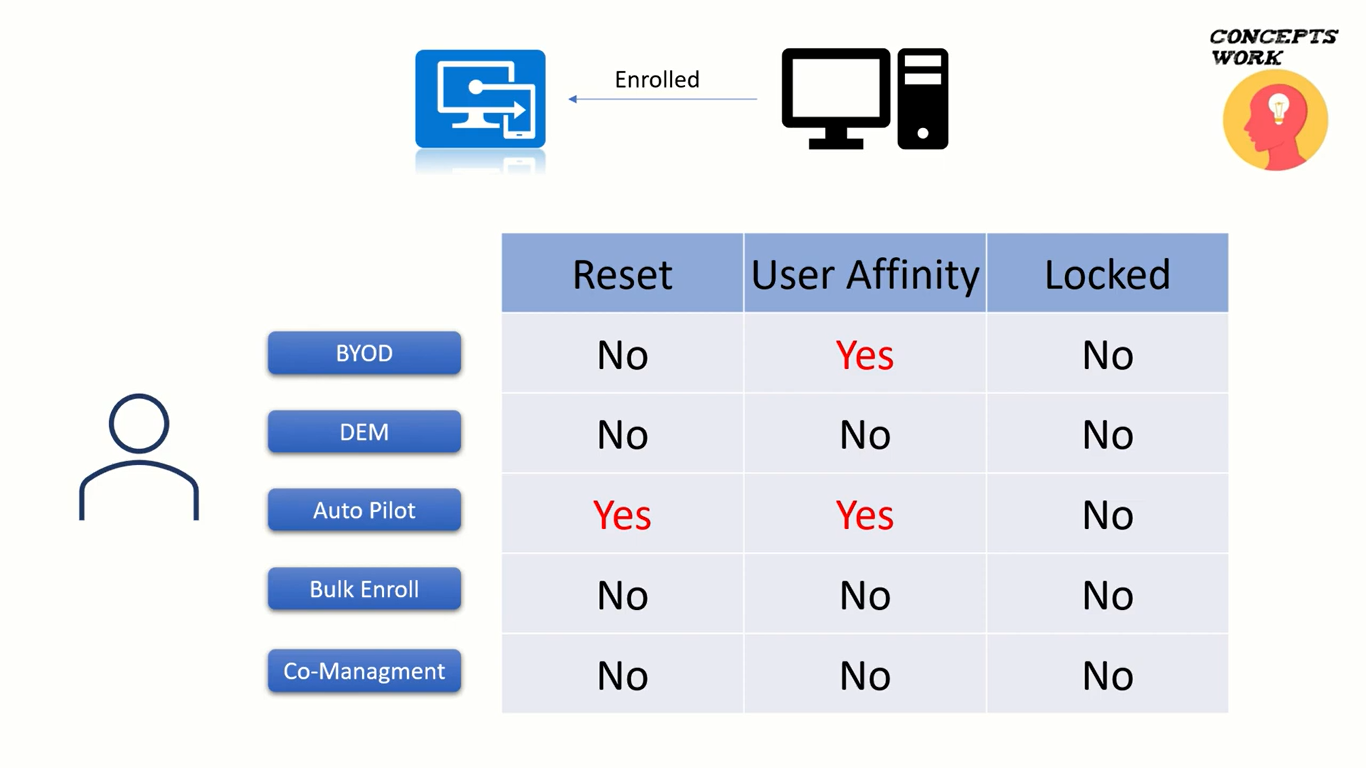 CONCEPTS
WORK
Enrolled
Reset User Affinity Locked
BYOD No Yes No
DEM No No No
Auto Pilot Yes Yes No
Bulk Enroll No No No
Co-Managment No No No